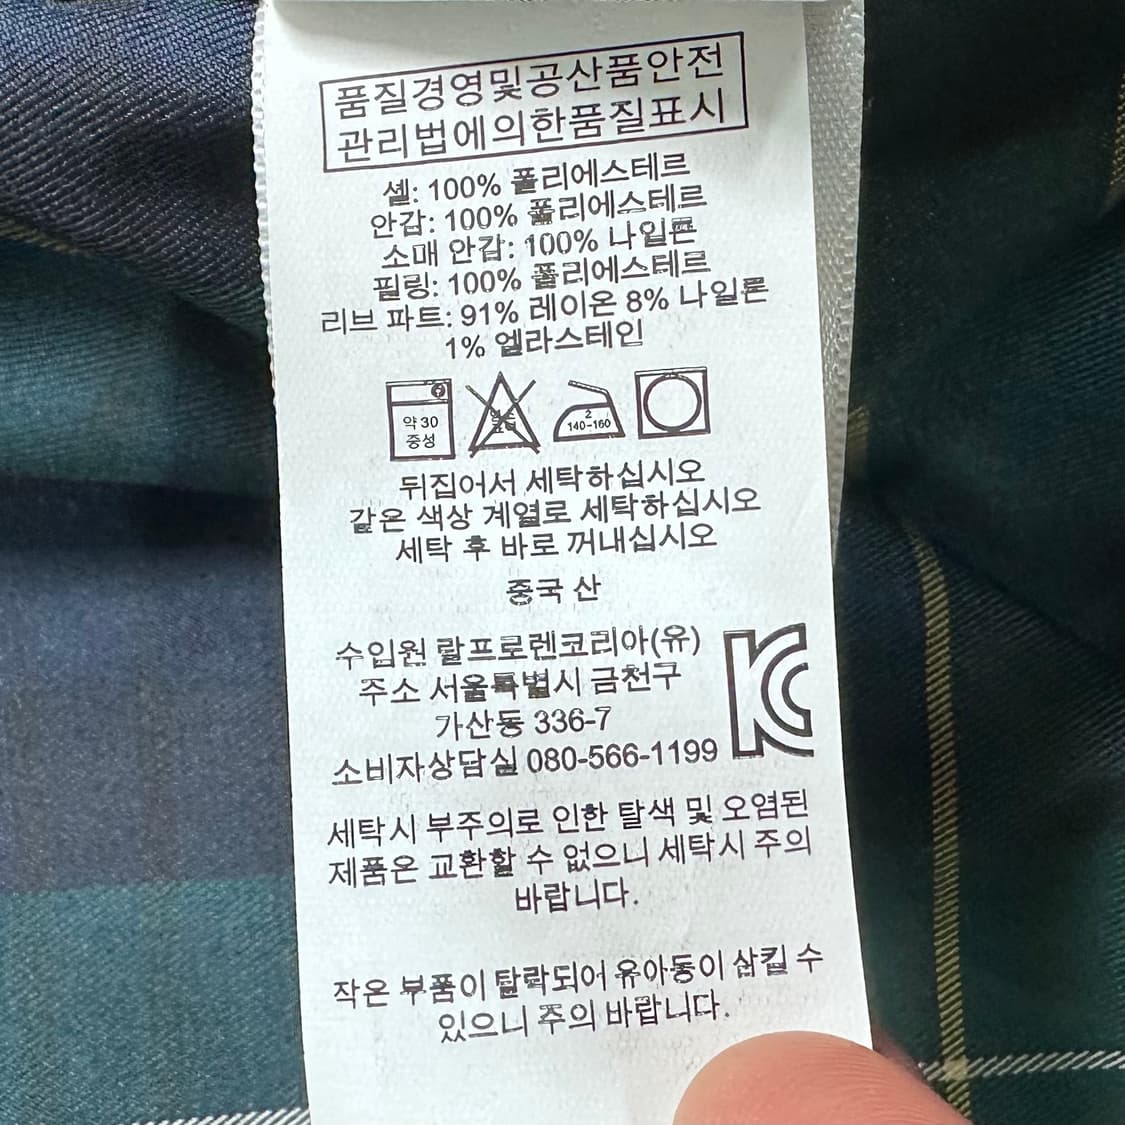 품질경영및공산품안전
관리법에의한품질표시
셸: 100% 폴리에스테르
안감: 100% 폴리에스테르
소매 안감: 100% 나일론
필링: 100% 폴리에스테르
리브 파트: 91% 레이온 8% 나일론
1% 엘라스테인
약 30
중성
2
140-160
뒤집어서 세탁하십시오
같은 색상 계열로 세탁하십시오
세탁 후 바로 꺼내십시오
중국 산
수입원 랄프로렌코리아(유)
주소 서울특별시 금천구
가산동 336-7
소비자상담실 080-566-1199
KC
세탁시 부주의로 인한 탈색 및 오염된
제품은 교환할 수 없으니 세탁시 주의
바랍니다.
작은 부품이 탈락되어 유아동이 삼킬 수
있으니 주의 바랍니다.